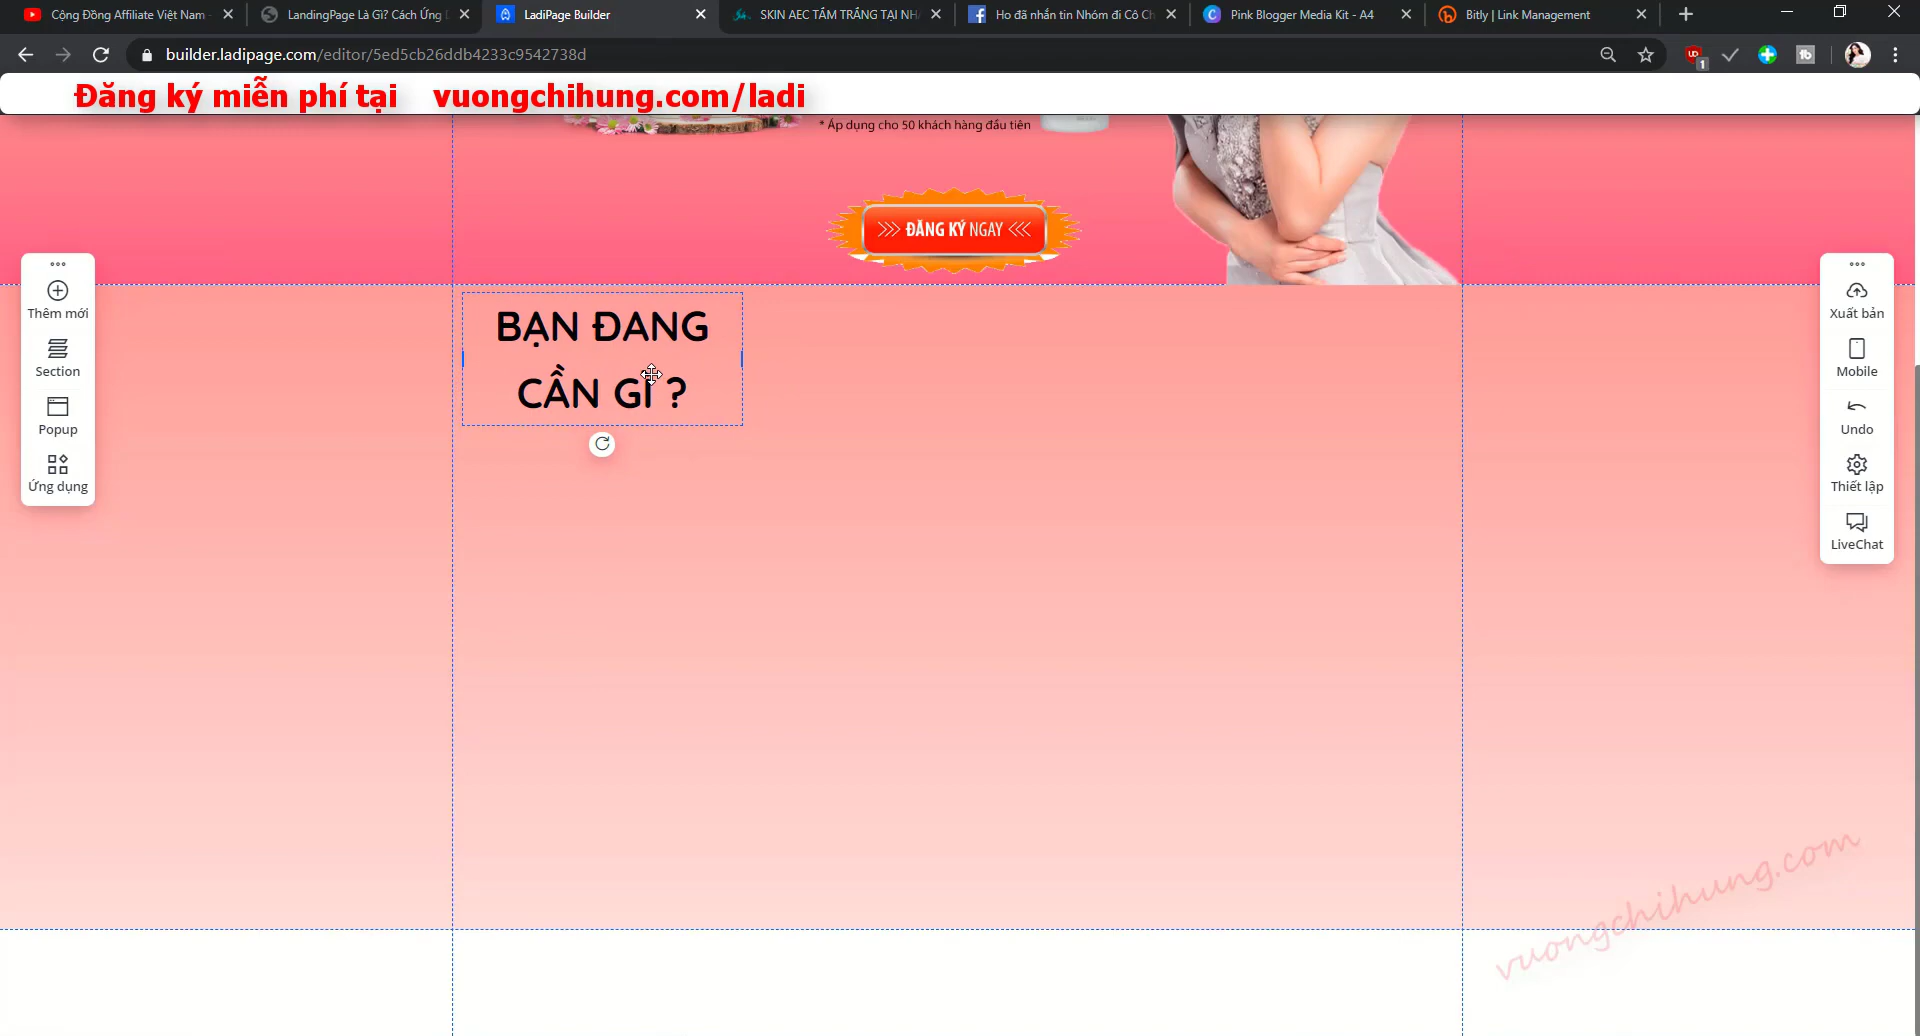 Cộng Đồng Affiliate Việt Nam
LandingPage Là Gì? Cách Ứng
LadiPage Builder
SKIN AEC TẮM TRẮNG TẠI NH
Họ đã nhắn tin Nhóm đi Cô Ch
Pink Blogger Media Kit - A4
Bitly | Link Management
builder.ladipage.com/editor/5ed5cb26ddb4233c9542738d
1
Đăng ký miễn phí tại vuongchihung.com/ladi
* Áp dụng cho 50 khách hàng đầu tiên
ĐĂNG KÝ NGAY
BẠN ĐANG
CẦN GÌ ?
Thêm mới
Section
Popup
Ứng dụng
Xuất bản
Mobile
Undo
Thiết lập
LiveChat
vuongchihung.com